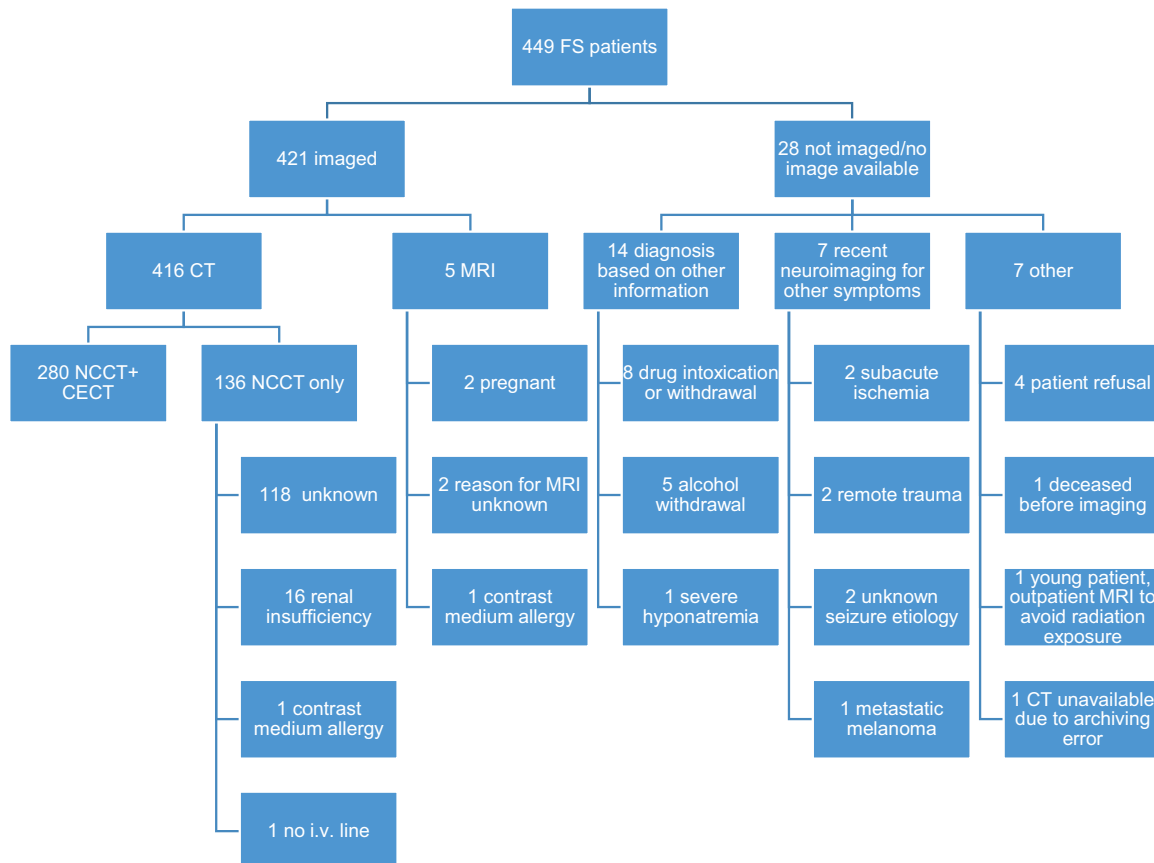 449 FS
patients
421 imaged
28 not imaged/no
image available
416 CT
5 MRI
14 diagnosis
based on other
information
7 recent
neuroimaging for
other symptoms
7 other
280 NCCT+
CECT
136 NCCT only
2 pregnant
8 drug intoxication
or withdrawal
2 subacute
ischemia
4 patient refusal
118 unknown
2 reason for MRI
unknown
5 alcohol
withdrawal
2 remote trauma
1 deceased
before imaging
16 renal
insufficiency
1 contrast
medium allergy
1 severe
hyponatremia
2 unknown
seizure etiology
1 young patient,
outpatient MRI to
avoid radiation
exposure
1 contrast
medium allergy
1 metastatic
melanoma
1 CT unavailable
due to archiving
error
1 no i.v. line